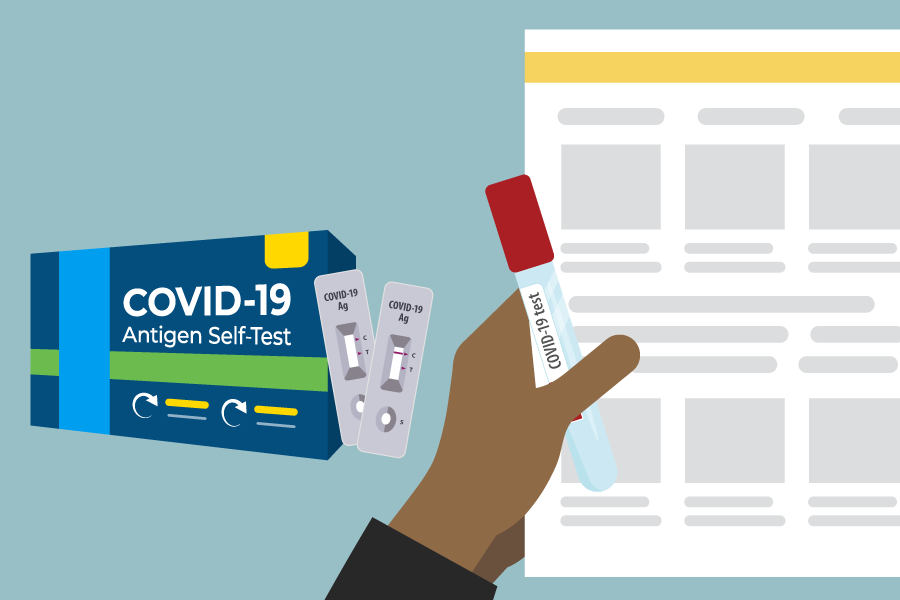 COVID-19
Antigen Self-Test
COVID-19
Ag
C
T
COVID-19
Ag
C
T
S
COVID-19 test